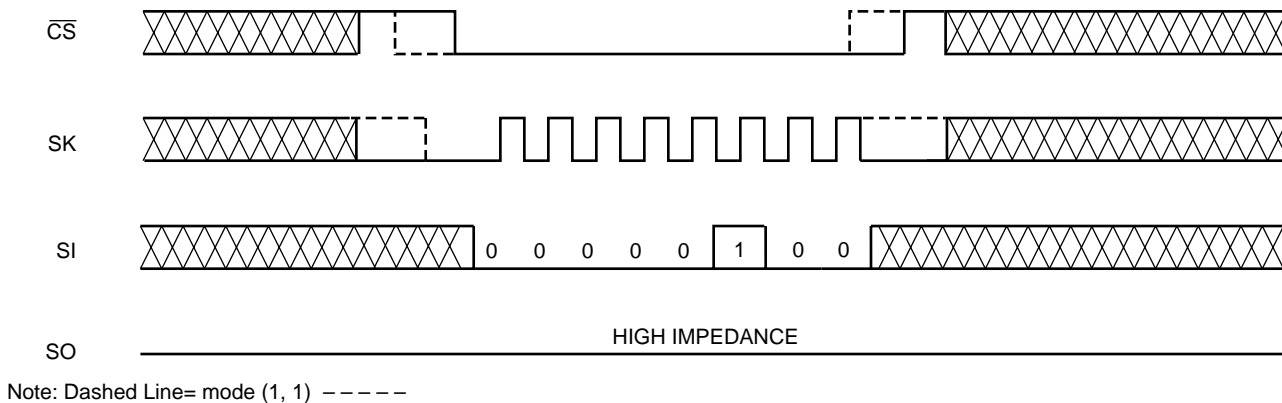 CS
SK
SI 0 0 0 0 0 1 0 0
HIGH IMPEDANCE
SO
Note: Dashed Line= mode (1, 1) – – – – –